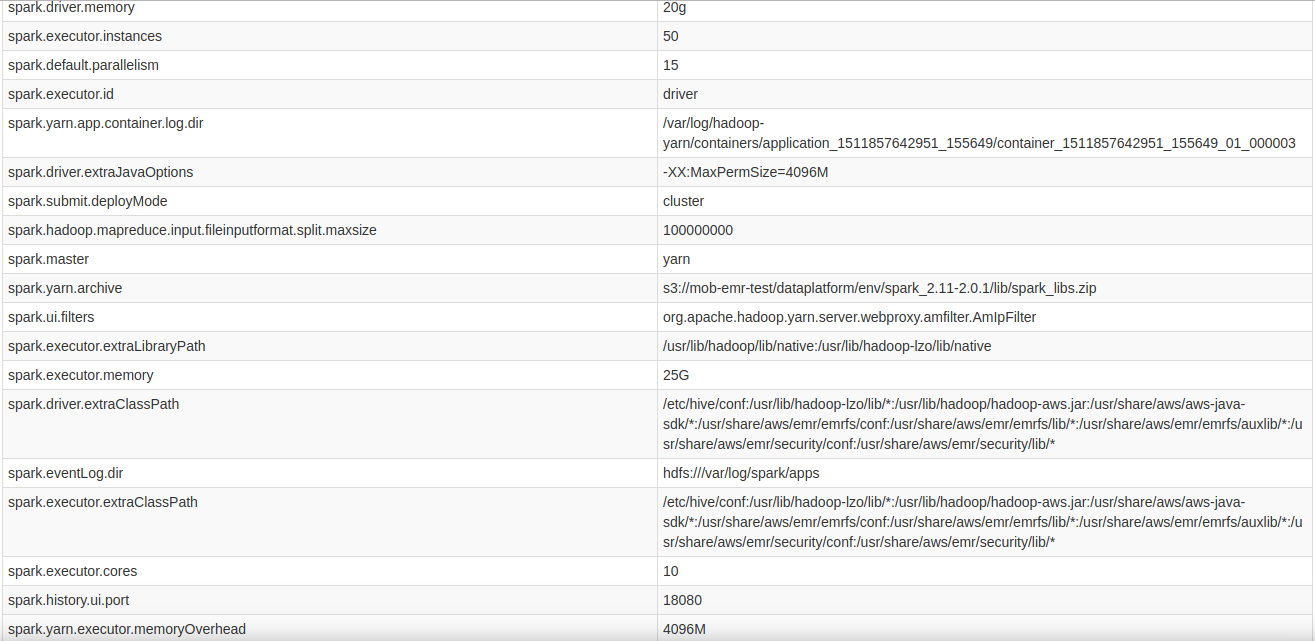 spark.driver.memory 20g
spark.executor.instances 50
spark.default.parallelism 15
spark.executor.id driver
spark.yarn.app.container.log.dir /var/log/hadoop-
yarn/containers/application_1511857642951_155649/container_1511857642951_155649_01_000003
spark.driver.extraJavaOptions -XX:MaxPermSize=4096M
spark.submit.deployMode cluster
spark.hadoop.mapreduce.input.fileinputformat.split.maxsize 100000000
spark.master yarn
spark.yarn.archive s3://mob-emr-test/dataplatform/env/spark_2.11-2.0.1/lib/spark_libs.zip
spark.ui.filters org.apache.hadoop.yarn.server.webproxy.amfilter.AmIpFilter
spark.executor.extraLibraryPath /usr/lib/hadoop/lib/native:/usr/lib/hadoop-lzo/lib/native
spark.executor.memory 25G
spark.driver.extraClassPath /etc/hive/conf:/usr/lib/hadoop-lzo/lib/*:/usr/lib/hadoop/hadoop-aws.jar:/usr/share/aws/aws-java-
sdk/*:/usr/share/aws/emr/emrfs/conf:/usr/share/aws/emr/emrfs/lib/*:/usr/share/aws/emr/emrfs/auxlib/*:/u
sr/share/aws/emr/security/conf:/usr/share/aws/emr/security/lib/*
spark.eventLog.dir hdfs:///var/log/spark/apps
spark.executor.extraClassPath /etc/hive/conf:/usr/lib/hadoop-lzo/lib/*:/usr/lib/hadoop/hadoop-aws.jar:/usr/share/aws/aws-java-
sdk/*:/usr/share/aws/emr/emrfs/conf:/usr/share/aws/emr/emrfs/lib/*:/usr/share/aws/emr/emrfs/auxlib/*:/u
sr/share/aws/emr/security/conf:/usr/share/aws/emr/security/lib/*
spark.executor.cores 10
spark.history.ui.port 18080
spark.yarn.executor.memoryOverhead 4096M